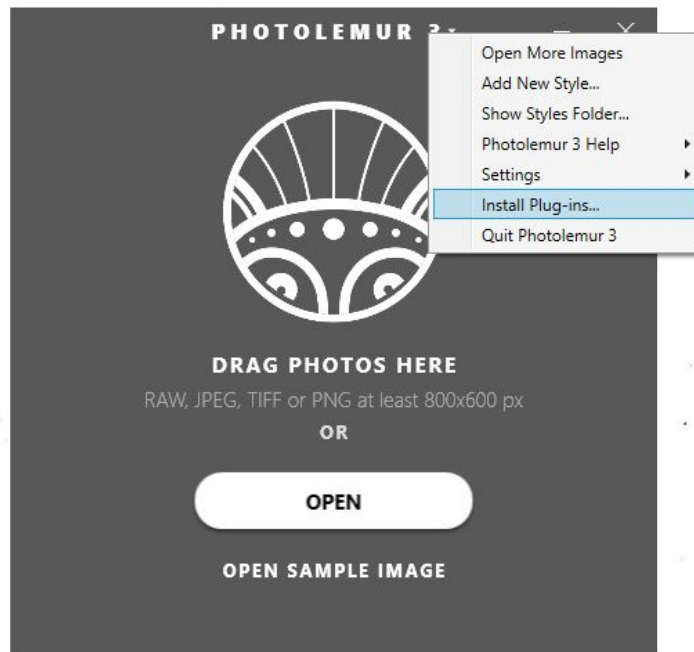 PHOTOLEMUR 3
Open More Images
Add New Style...
Show Styles Folder...
Photolemur 3 Help
Settings
Install Plug-ins...
Quit Photolemur 3
DRAG PHOTOS HERE
RAW, JPEG, TIFF or PNG at least 800x600 px
OR
OPEN
OPEN SAMPLE IMAGE